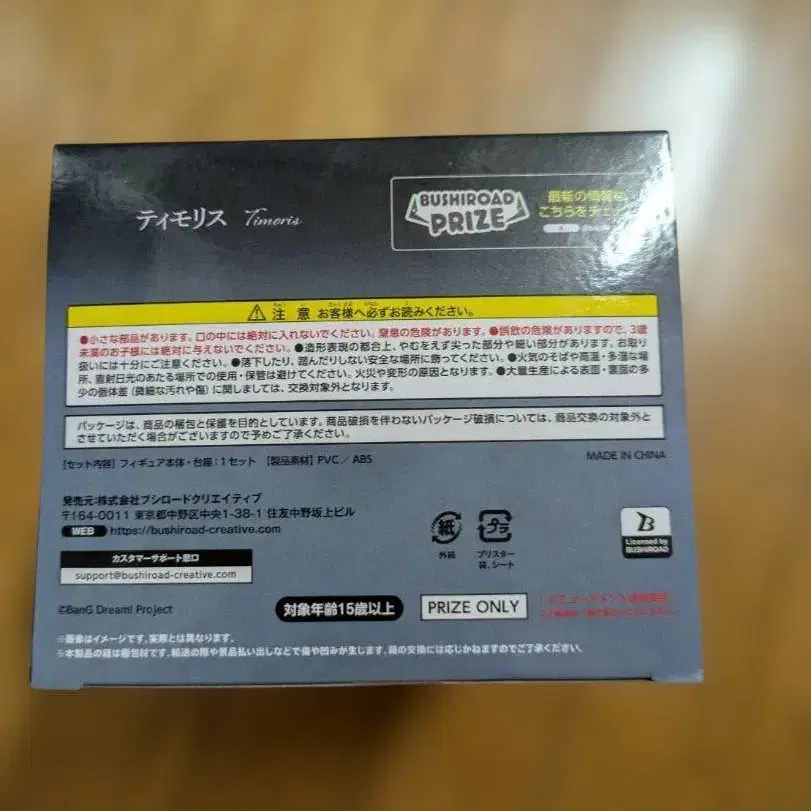 ティモリス Timoris
BUSHIROAD
PRIZE
最新の情報は
こちらをチェ
⚠注意 お客様へ必ずお読みください。
●小さな部品があります。口の中には絶対に入れないでください。窒息の危険があります。●誤飲の危険がありますので、3歳
未満のお子様には絶対に与えないでください。●造形表現の都合上、やむをえず尖った部分や細い部分があります。お取り
扱いには十分にご注意ください。●落下したり、踏んだりしない安全な場所に飾ってください。●火気のそばや高温・多湿な場
所、直射日光のあたる場所での使用・保管は避けてください。火災や変形の原因となります。●大量生産による表面・裏面の多
少の個体差(微細な汚れや傷)に関しましては、交換対象外となります。
パッケージは、商品の梱包と保護を目的としています。商品破損を伴わないパッケージ破損については、商品交換の対象外と
させていただく場合がございますので予めご了承ください。
【セット内容】フィギュア本体・台座:1セット 【製品素材】PVC/ABS
MADE IN CHINA
発売元:株式会社ブシロードクリエイティブ
〒164-0011 東京都中野区中央1-38-1 住友中野坂上ビル
WEB https://bushiroad-creative.com
カスタマーサポート窓口
support@bushiroad-creative.com
紙
外箱
プラ
ブリスター
袋、シート
B
Licensed by
BUSHIROAD
©BanG Dream! Project
対象年齢15歳以上
PRIZE ONLY
※画像はイメージです。実際とは異なります。
※本製品の箱は梱包材です。輸送の際や景品払い出しなどで傷や凹みが生じます。箱の交換には応じかねますのでご了承ください。